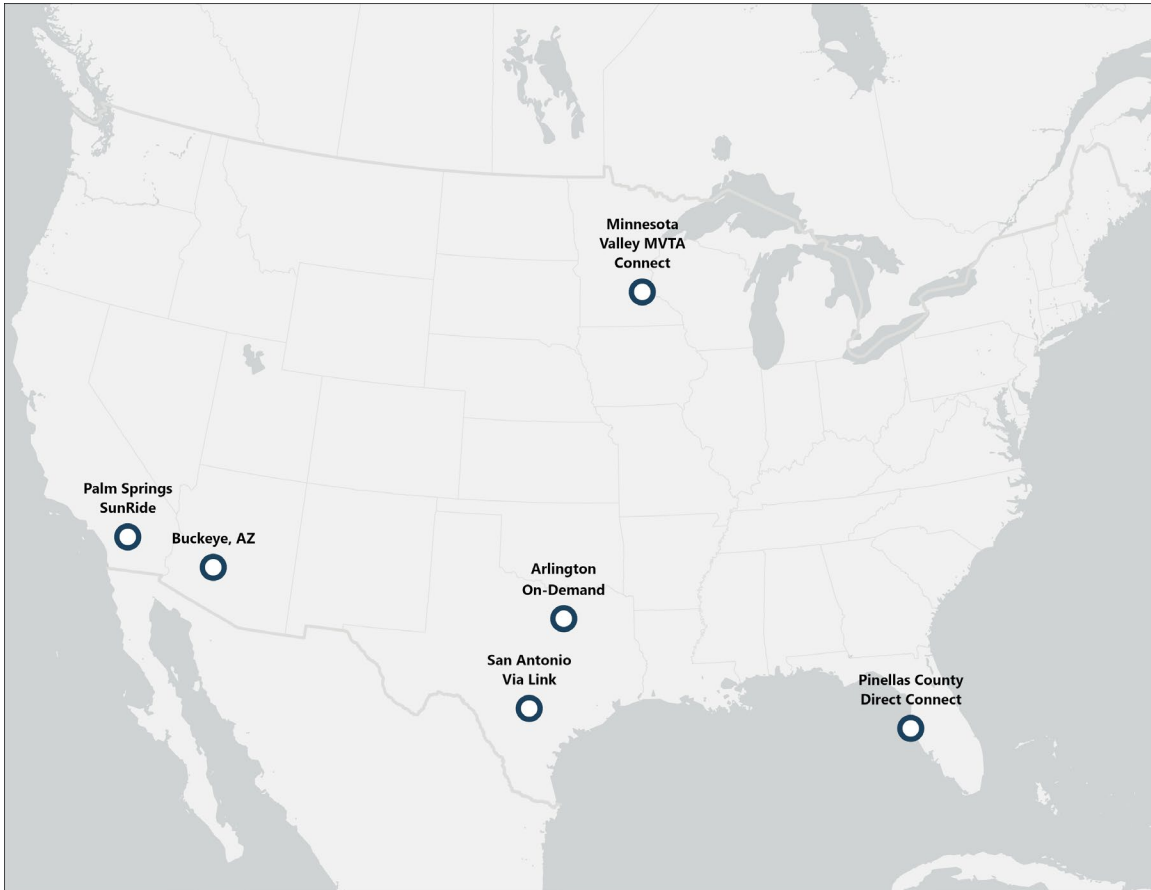 Minnesota
Valley MVTA
Connect
Palm Springs
SunRide
Buckeye, AZ
Arlington
On-Demand
San Antonio
Via Link
Pinellas County
Direct Connect